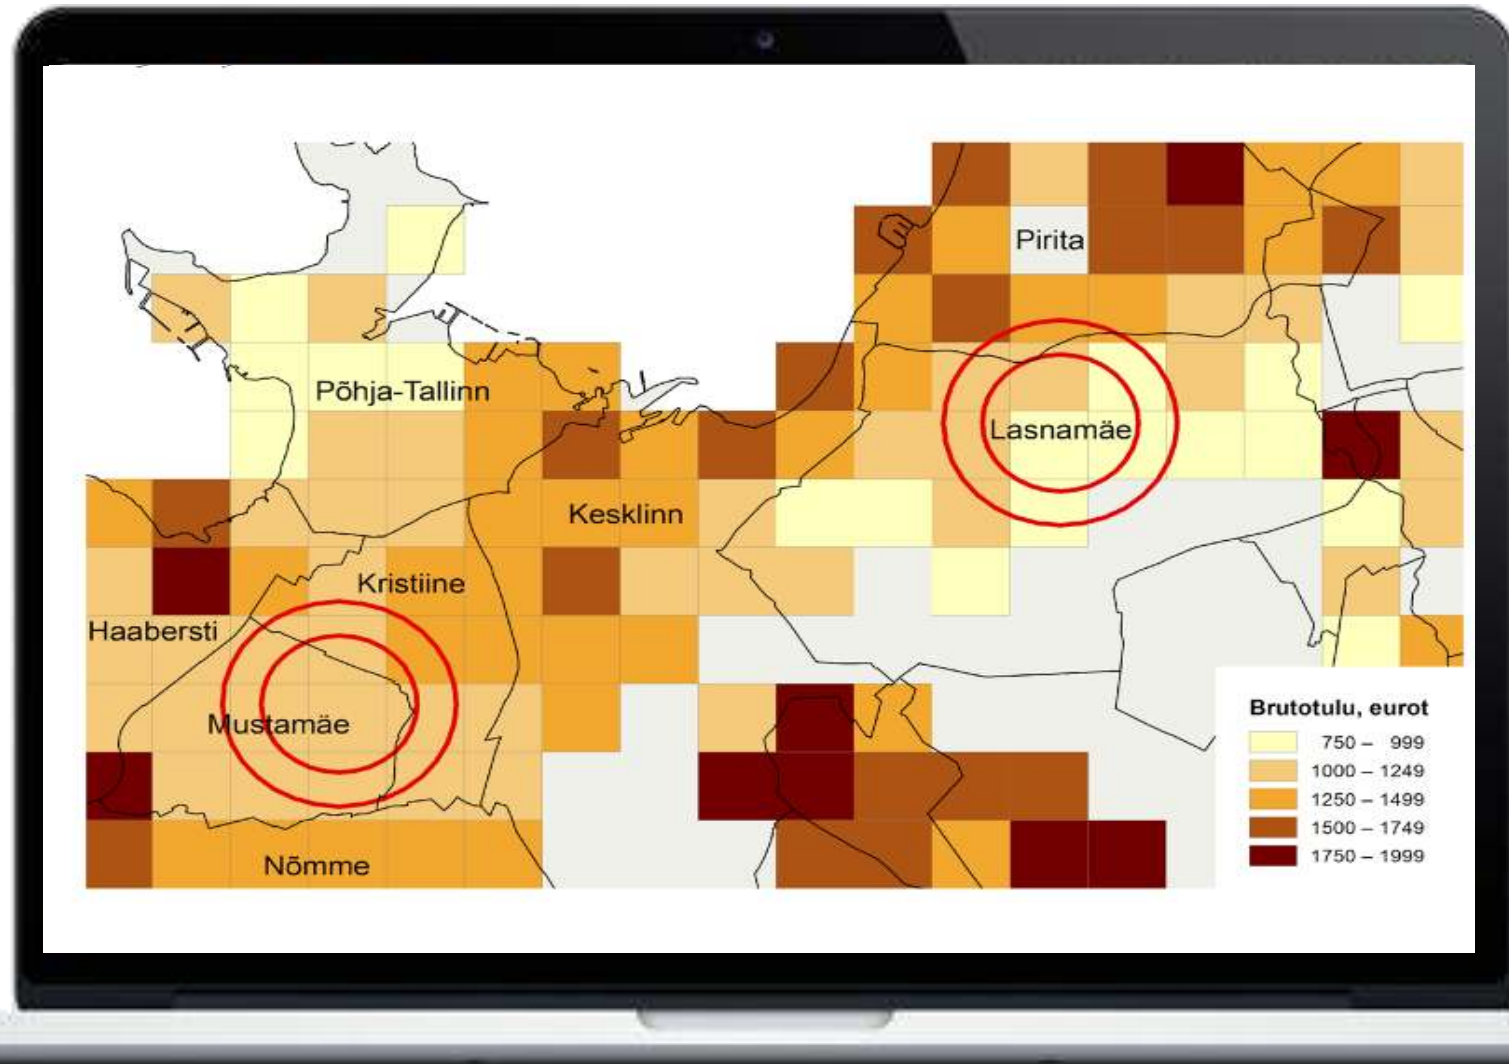 Pirita
Põhja-Tallinn
Lasnamäe
Kesklinn
Kristiine
Haabersti
Mustamäe
Nõmme
Brutotulu, eurot
750 – 999
1000 – 1249
1250 – 1499
1500 – 1749
1750 – 1999